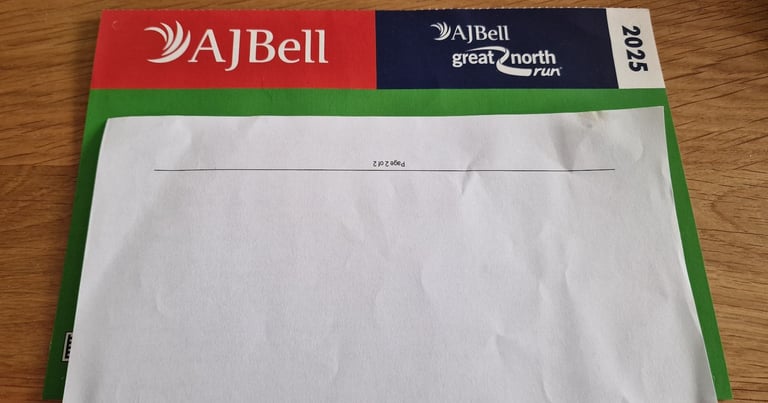 AJBell
AJBell
great north
run
2025
Page 2 of 2